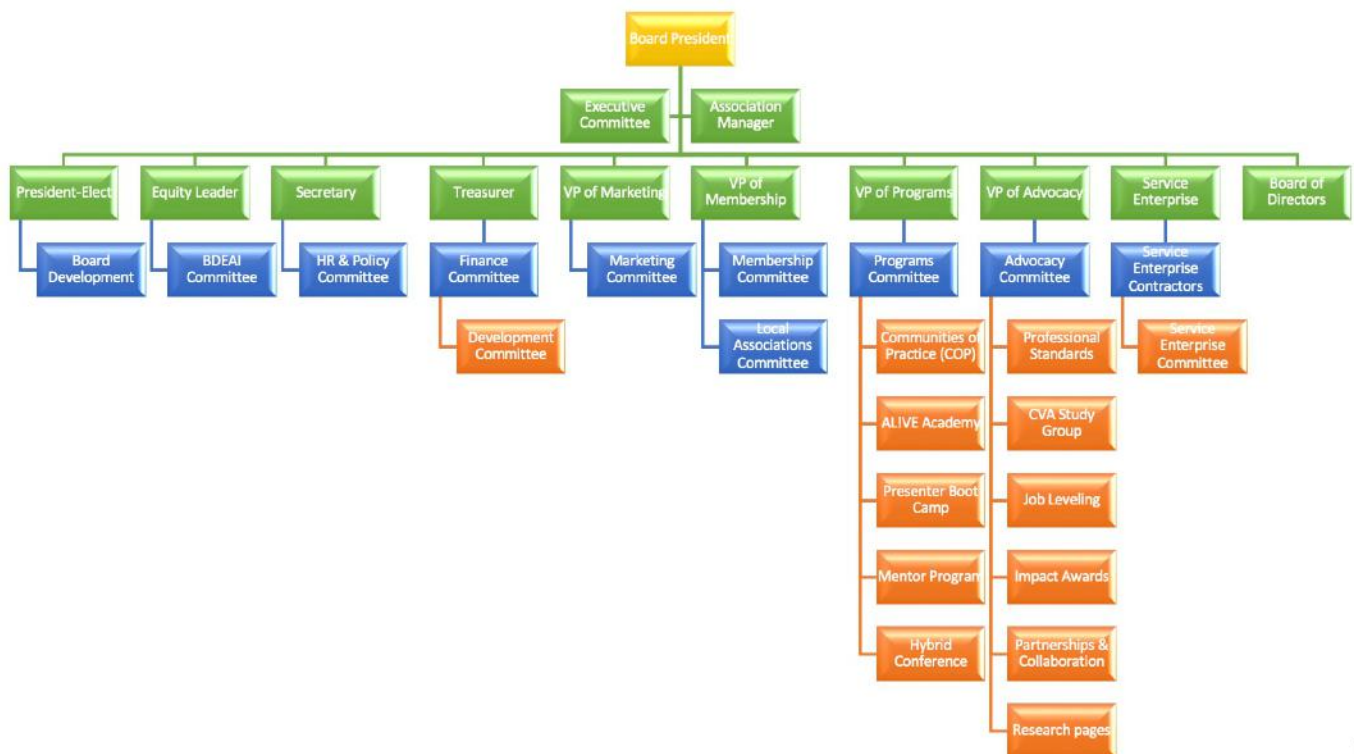 Board President
Executive
Committee
Association
Manager
President-Elect
Equity Leader
Secretary
Treasurer
VP of Marketing
VP of
Membership
VP of Programs
VP of Advocacy
Service
Enterprise
Board of
Directors
Board
Development
BDEAI
Committee
HR & Policy
Committee
Finance
Committee
Marketing
Committee
Membership
Committee
Programs
Committee
Advocacy
Committee
Service
Enterprise
Contractors
Development
Committee
Local
Associations
Committee
Communities of
Practice (COP)
Professional
Standards
Service
Enterprise
Committee
ALIVE Academy
CVA Study
Group
Presenter Boot
Camp
Job Leveling
Mentor Program
Impact Awards
Hybrid
Conference
Partnerships &
Collaboration
Research pages